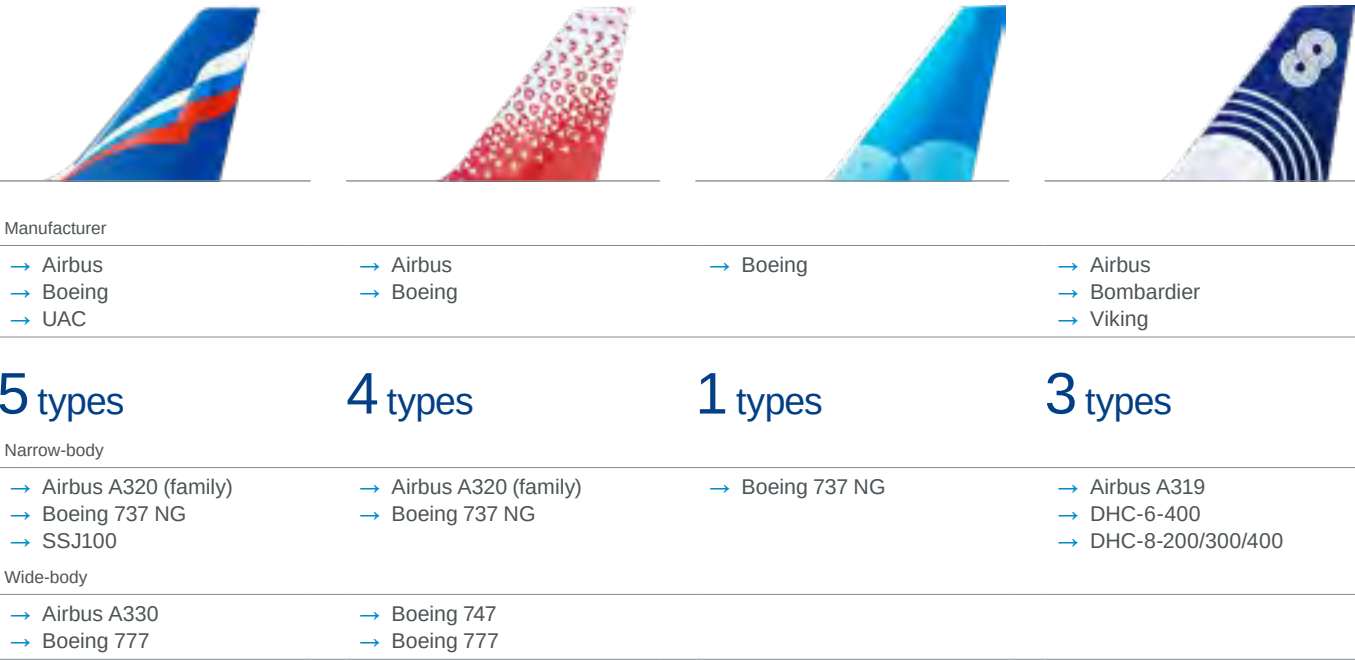 Manufacturer
→ Airbus
→ Boeing
→ UAC
→ Airbus
→ Boeing
→ Boeing
→ Airbus
→ Bombardier
→ Viking
5 types
4 types
1 types
3 types
Narrow-body
→ Airbus A320 (family)
→ Boeing 737 NG
→ SSJ100
→ Airbus A320 (family)
→ Boeing 737 NG
→ Boeing 737 NG
→ Airbus A319
→ DHC-6-400
→ DHC-8-200/300/400
Wide-body
→ Airbus A330
→ Boeing 777
→ Boeing 747
→ Boeing 777